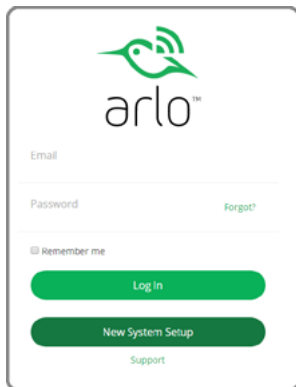 arlo™
Email
Password
Forgot?
Remember me
Log In
New System Setup
Support